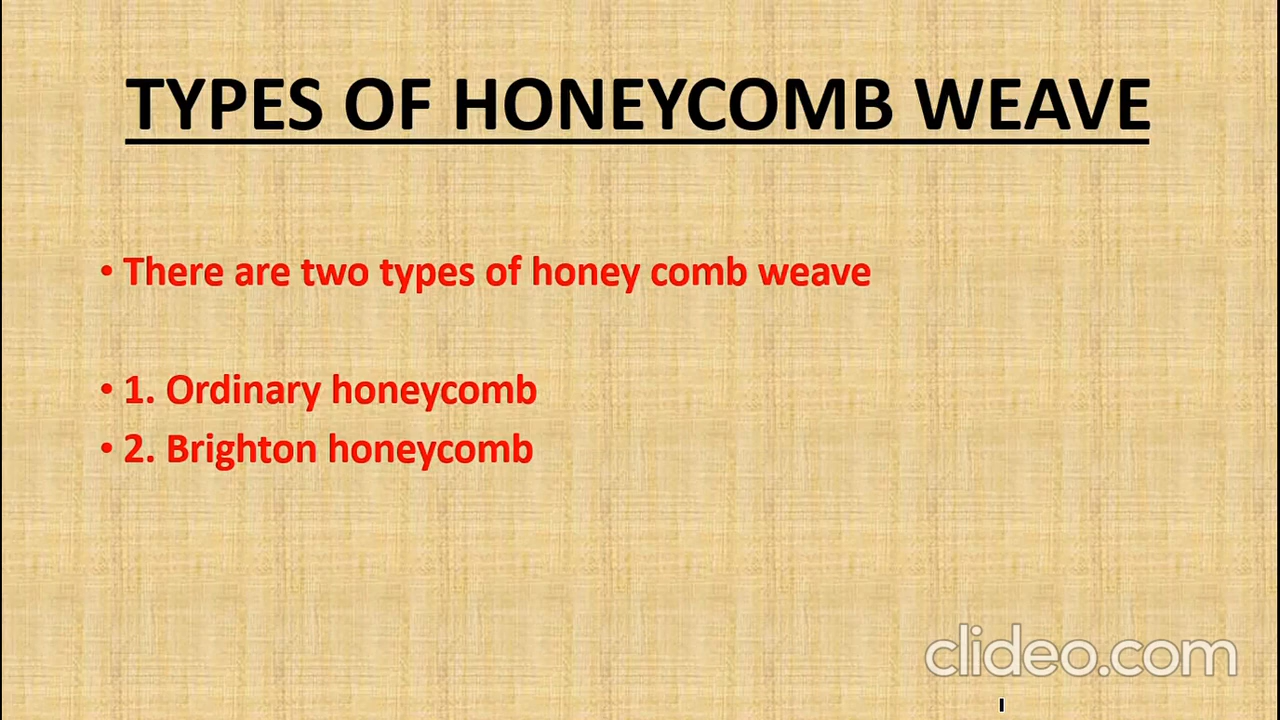 TYPES OF HONEYCOMB WEAVE
• There are two types of honey comb weave
• 1. Ordinary honeycomb
• 2. Brighton honeycomb
clideo.com